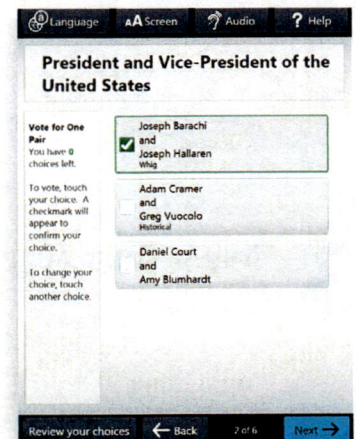 Language AA Screen Audio ? Help
President and Vice-President of the
United States
Vote for One
Pair
You have 0
choices left.
To vote, touch
your choice. A
checkmark will
appear to
confirm your
choice.
To change your
choice, touch
another choice.
Joseph Barachi
and
Joseph Hallaren
Whig
Adam Cramer
and
Greg Vuocolo
Historical
Daniel Court
and
Amy Blumhardt
Review your choices ← Back 2 of 6 Next →